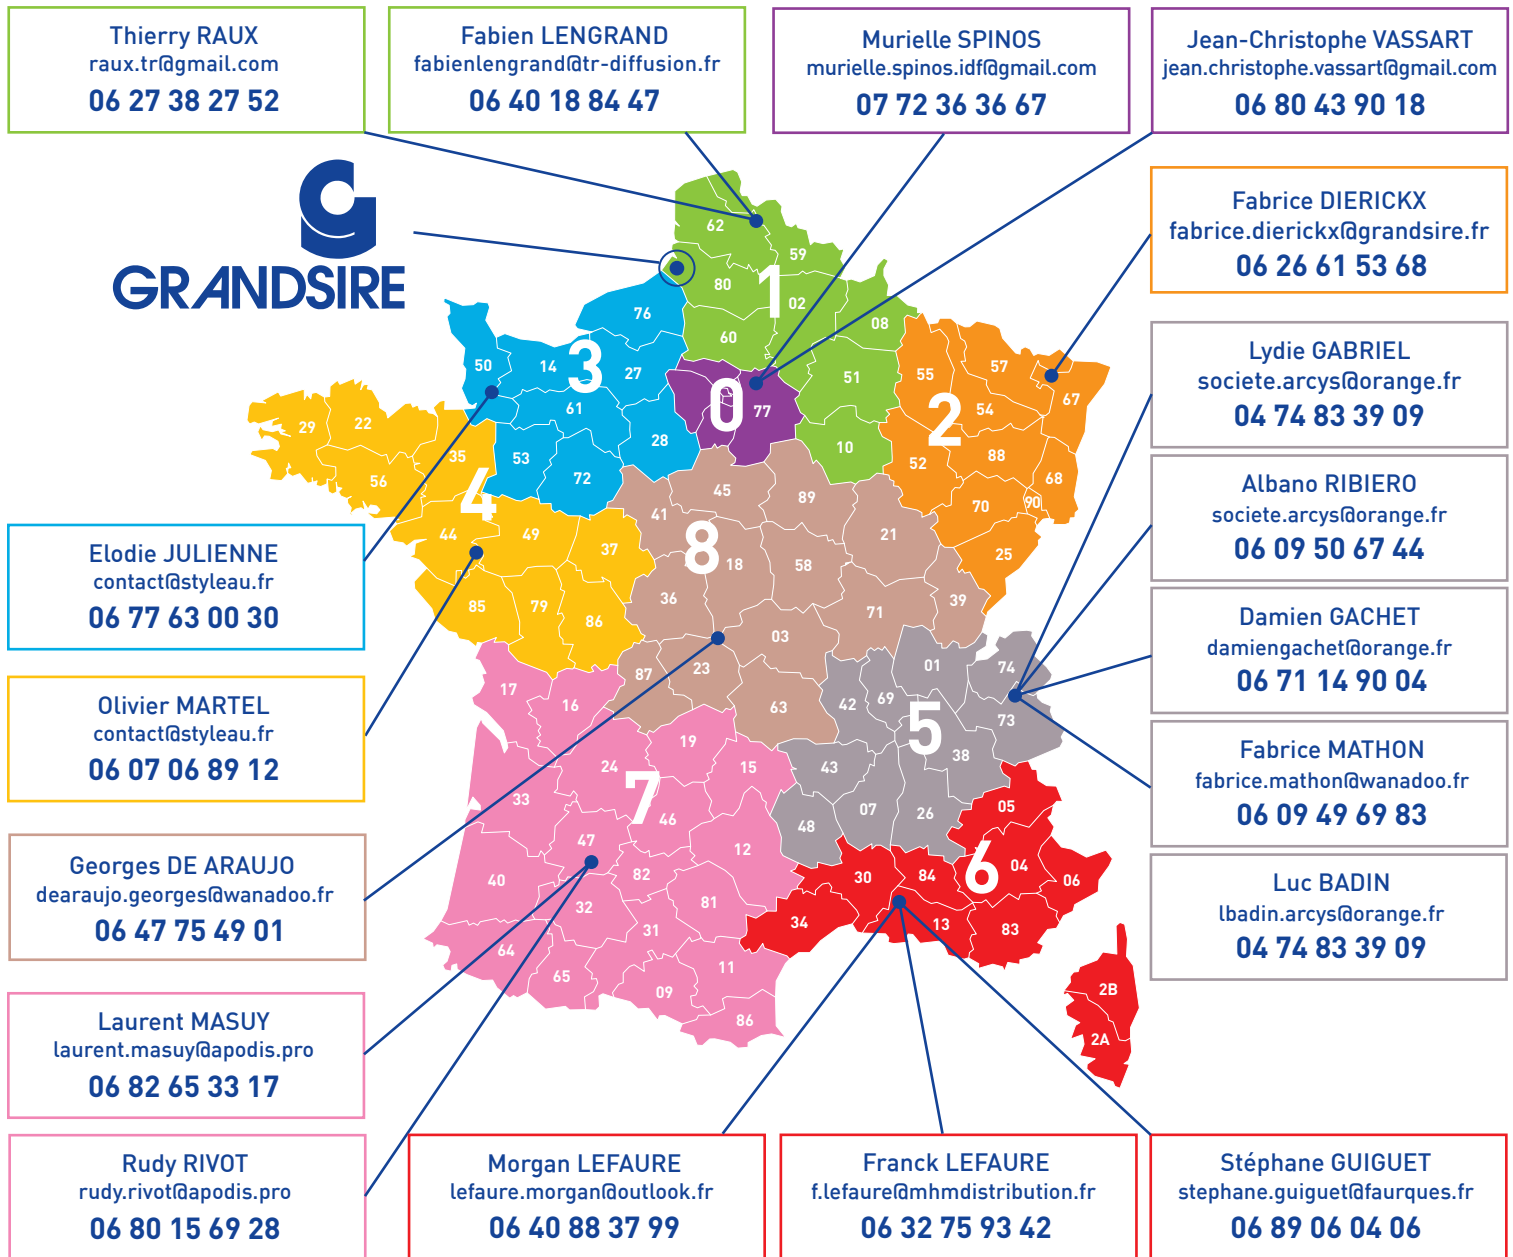 Thierry RAUX
raux.tr@gmail.com
06 27 38 27 52
Fabien LENGRAND
fabienlengrand@tr-diffusion.fr
06 40 18 84 47
Murielle SPINOS
murielle.spinos.idf@gmail.com
07 72 36 36 67
Jean-Christophe VASSART
jean.christophe.vassart@gmail.com
06 80 43 90 18
GRANDSIRE
Fabrice DIERICKX
fabrice.dierickx@grandsire.fr
06 26 61 53 68
Lydie GABRIEL
societe.arcys@orange.fr
04 74 83 39 09
Albano RIBIERO
societe.arcys@orange.fr
06 09 50 67 44
Damien GACHET
damiengachet@orange.fr
06 71 14 90 04
Fabrice MATHON
fabrice.mathon@wanadoo.fr
06 09 49 69 83
Luc BADIN
lbadin.arcys@orange.fr
04 74 83 39 09
Elodie JULIENNE
contact@styleau.fr
06 77 63 00 30
Olivier MARTEL
contact@styleau.fr
06 07 06 89 12
Georges DE ARAUJO
dearaujo.georges@wanadoo.fr
06 47 75 49 01
Laurent MASUY
laurent.masuy@apodis.pro
06 82 65 33 17
Rudy RIVOT
rudy.rivot@apodis.pro
06 80 15 69 28
Morgan LEFAURE
lefaure.morgan@outlook.fr
06 40 88 37 99
Franck LEFAURE
f.lefaure@mhmdistribution.fr
06 32 75 93 42
Stéphane GUIGUET
stephane.guiguet@faurques.fr
06 89 06 04 06
1
62
59
80
02
08
60
51
10
0
77
2
55
57
67
54
88
52
68
70
90
25
3
76
50
14
27
61
28
53
72
4
29
22
35
56
44
49
37
85
79
86
8
45
89
41
21
18
58
36
39
71
03
23
87
63
5
01
74
42
69
73
38
43
07
26
48
6
05
04
06
30
84
34
13
83
2B
2A
7
17
16
19
24
15
33
46
47
12
40
82
32
81
31
64
65
11
09
86